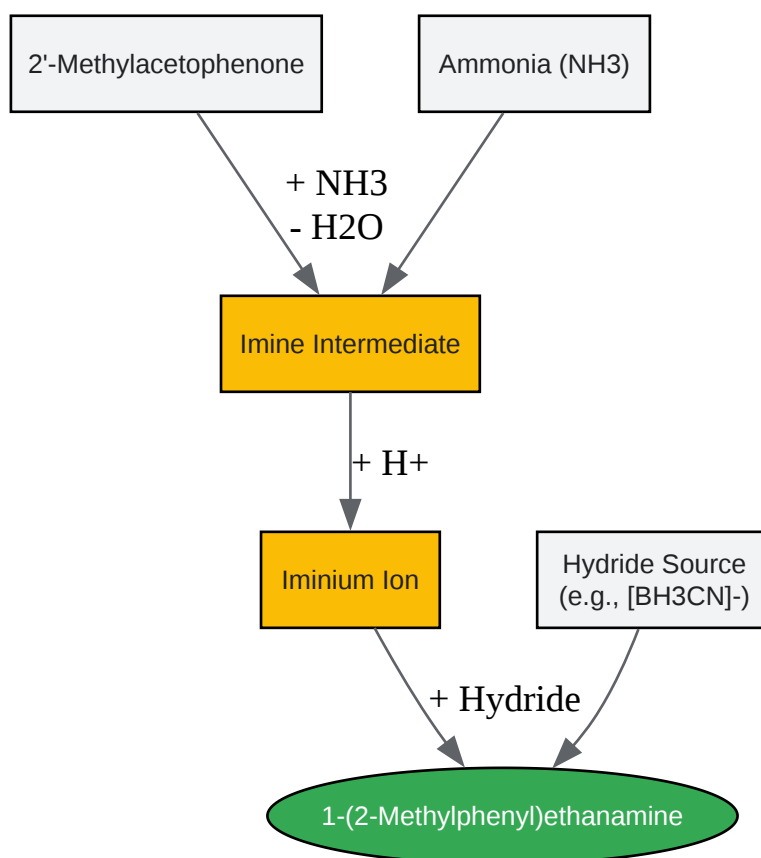 2'-Methylacetophenone
Ammonia (NH3)
+ NH3
- H2O
Imine Intermediate
+ H+
Iminium Ion
Hydride Source
(e.g., [BH3CN]-)
+ Hydride
1-(2-Methylphenyl)ethanamine